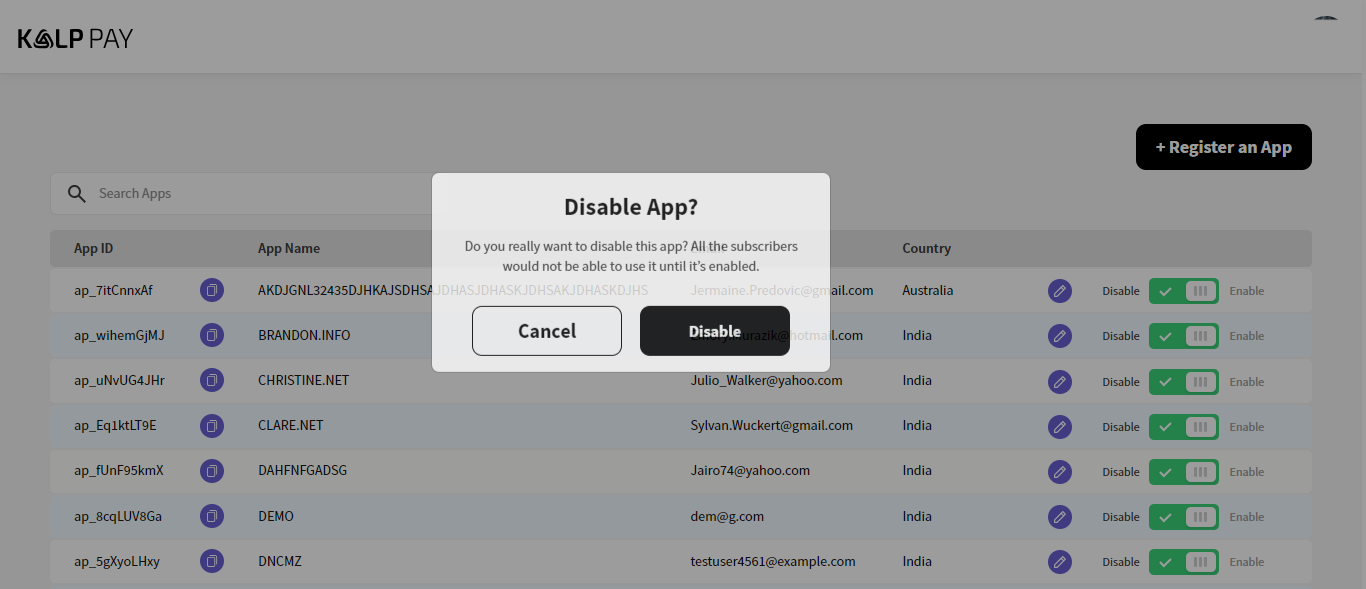 KALP PAY
+ Register an App
Search Apps
Disable App?
Do you really want to disable this app? All the subscribers
would not be able to use it until it’s enabled.
Cancel Disable
App ID App Name Country
ap_7itCnnxAf AKDJGNL32435DJHKAJSDHSAJDHASJDHASKJDHSAKJDHASKDJHS Jermaine.Predovic@gmail.com Australia Disable Enable
ap_wihemGjMJ BRANDON.INFO India Disable Enable
ap_uNvUG4JHr CHRISTINE.NET Julio_Walker@yahoo.com India Disable Enable
ap_Eq1ktLT9E CLARE.NET Sylvan.Wuckert@gmail.com India Disable Enable
ap_fUnF95kmX DAHFNFGADSG Jairo74@yahoo.com India Disable Enable
ap_8cqLUV8Ga DEMO dem@g.com India Disable Enable
ap_5gXyoLHxy DNCMZ testuser4561@example.com India Disable Enable